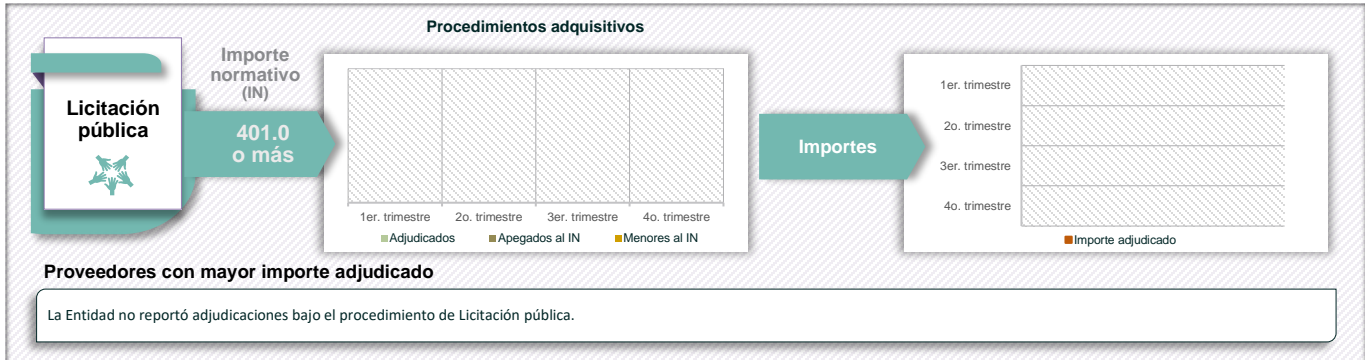 Procedimientos adquisitivos
Licitación
pública
Importe
normativo
(IN)
401.0
o más
1er. trimestre 2o. trimestre 3er. trimestre 4o. trimestre
Adjudicados Apegados al IN Menores al IN
Importes
1er. trimestre
2o. trimestre
3er. trimestre
4o. trimestre
Importe adjudicado
Proveedores con mayor importe adjudicado
La Entidad no reportó adjudicaciones bajo el procedimiento de Licitación pública.